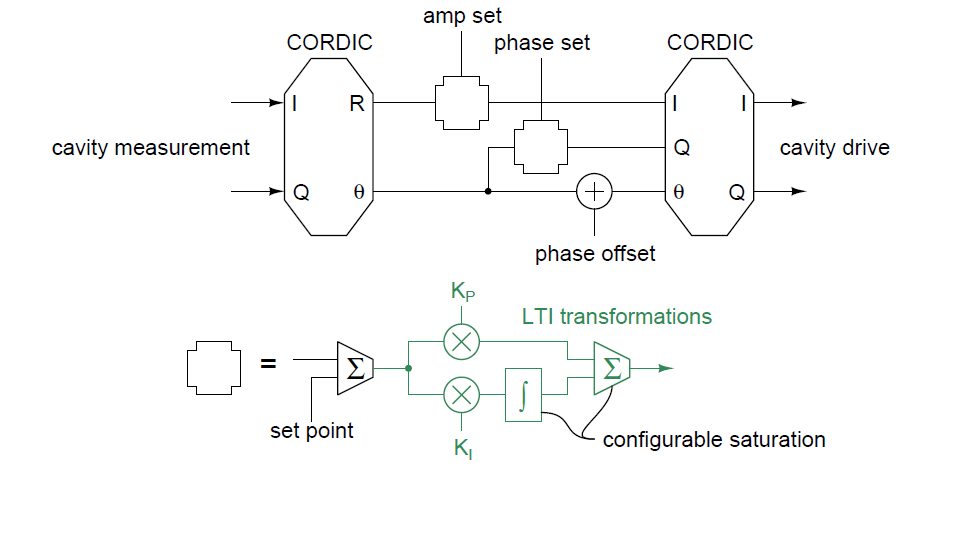 amp set
phase set
CORDIC
CORDIC
I
R
I
I
cavity measurement
Q
cavity drive
Q
θ
+
θ
Q
phase offset
K_P
LTI transformations
=
Σ
×
Σ
×
∫
set point
configurable saturation
K_I